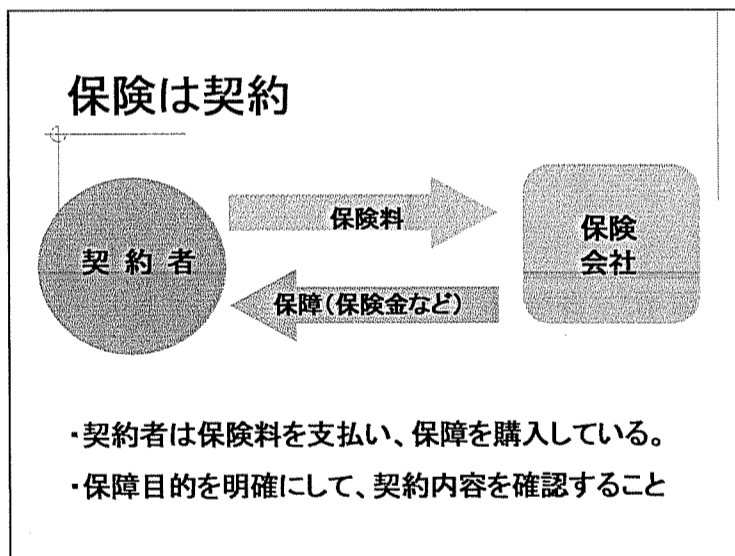 保険は契約
保険料
契約者
保険
会社
保障(保険金など)
・契約者は保険料を支払い、保障を購入している。
・保障目的を明確にして、契約内容を確認すること